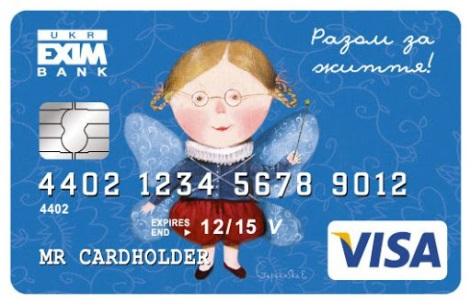 UKR
EXIM
BANK
Разом за
життя!
4402 1234 5678 9012
4402
EXPIRES
END ► 12/15 V
MR CARDHOLDER
VISA